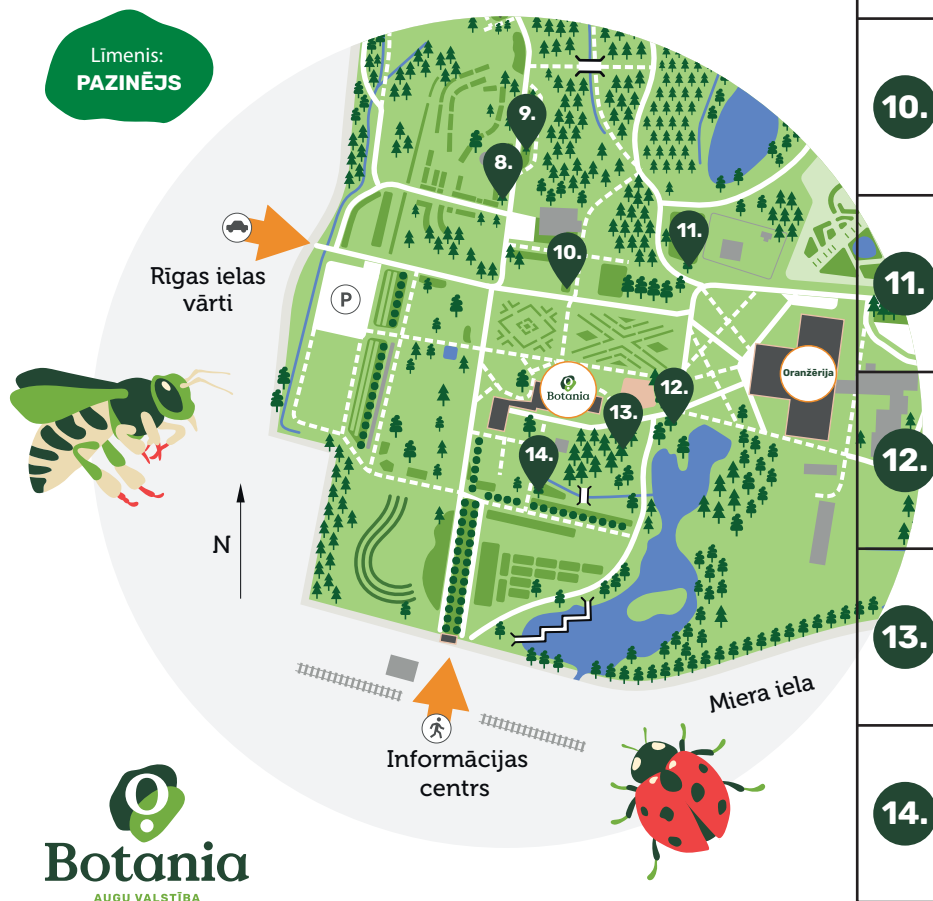 Līmenis:
PAZINĒJS
9.
8.
11.
10.
Rīgas ielas
vārti
P
Botania
Oranžērija
12.
13.
14.
N
Miera iela
Informācijas
centrs
Botania
AUGU VALSTĪBA
10.
11.
12.
13.
14.